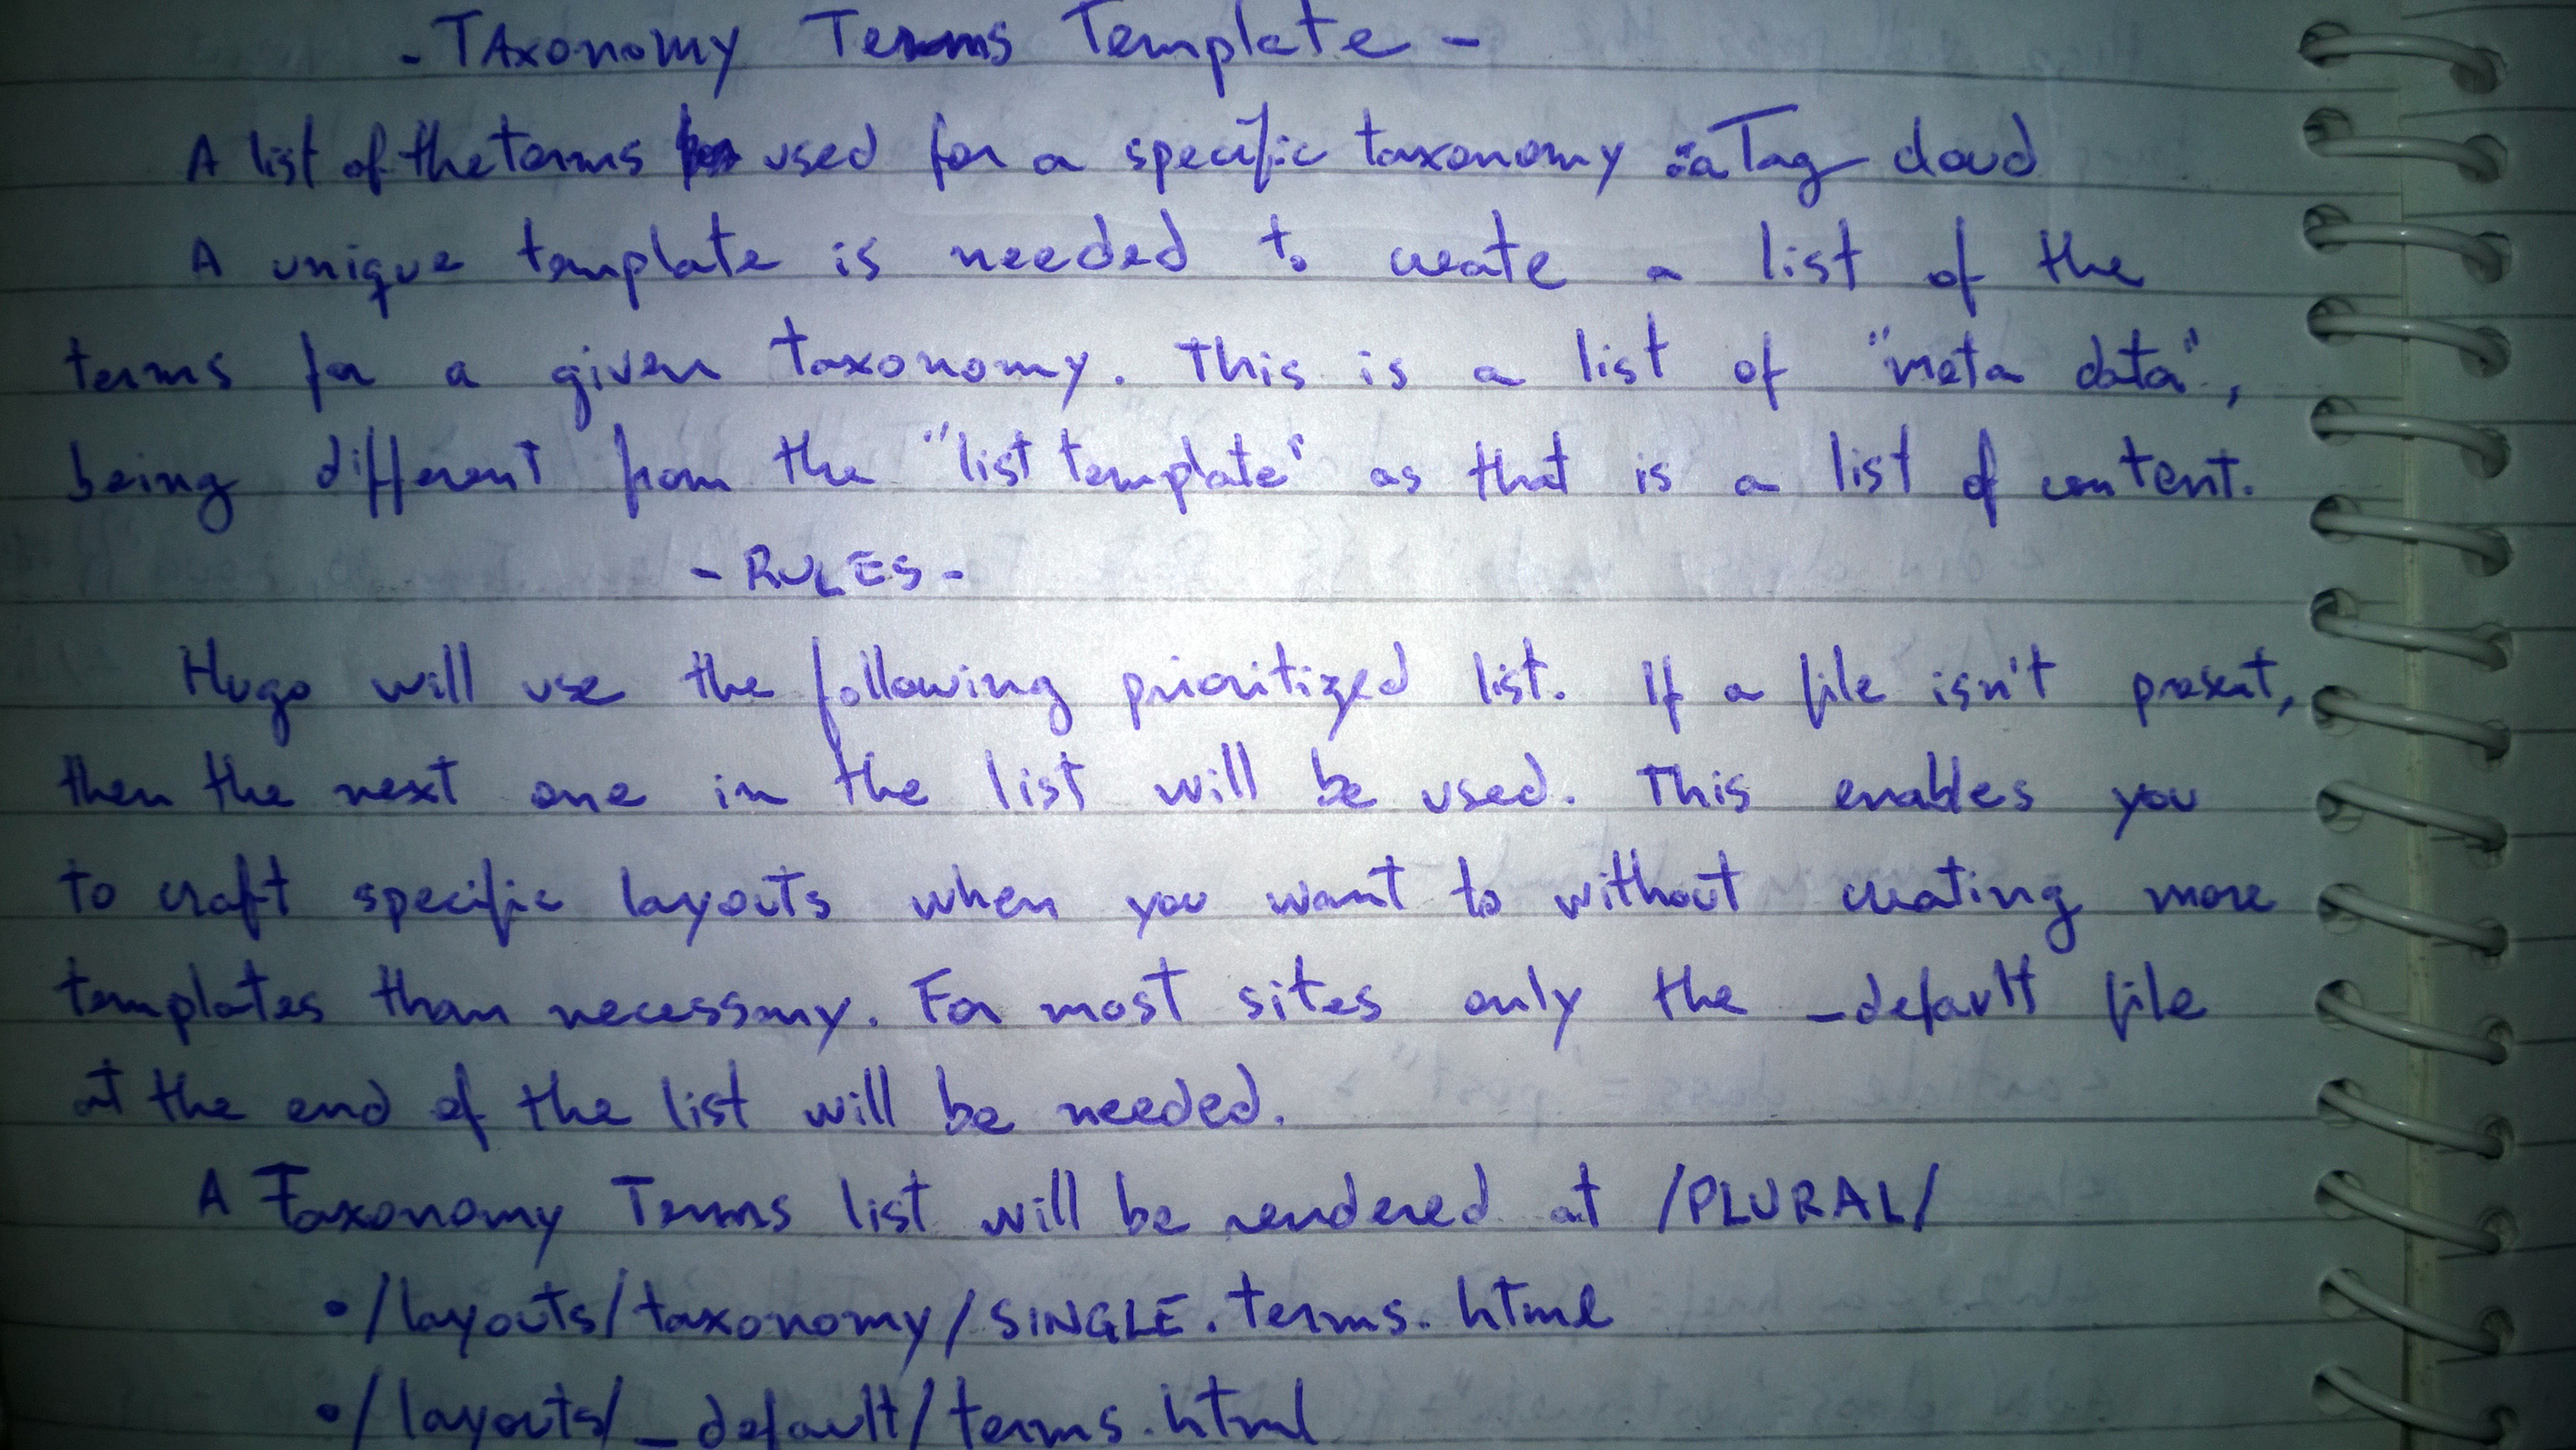 - TAxonomy Terms Template -
A list of the terms used for a specific taxonomy :a Tag cloud
A unique template is needed to create a list of the
terms for a given taxonomy. This is a list of "meta data",
being different from the "list template" as that is a list of content.
- RULES -
Hugo will use the following prioritized list. If a file isn't present,
then the next one in the list will be used. This enables you
to craft specific layouts when you want to without creating more
templates than necessary. For most sites only the _default file
at the end of the list will be needed.
A Taxonomy Terms list will be rendered at /PLURAL/
• /layouts/taxonomy/SINGLE.terms.html
• /layouts/_default/terms.html